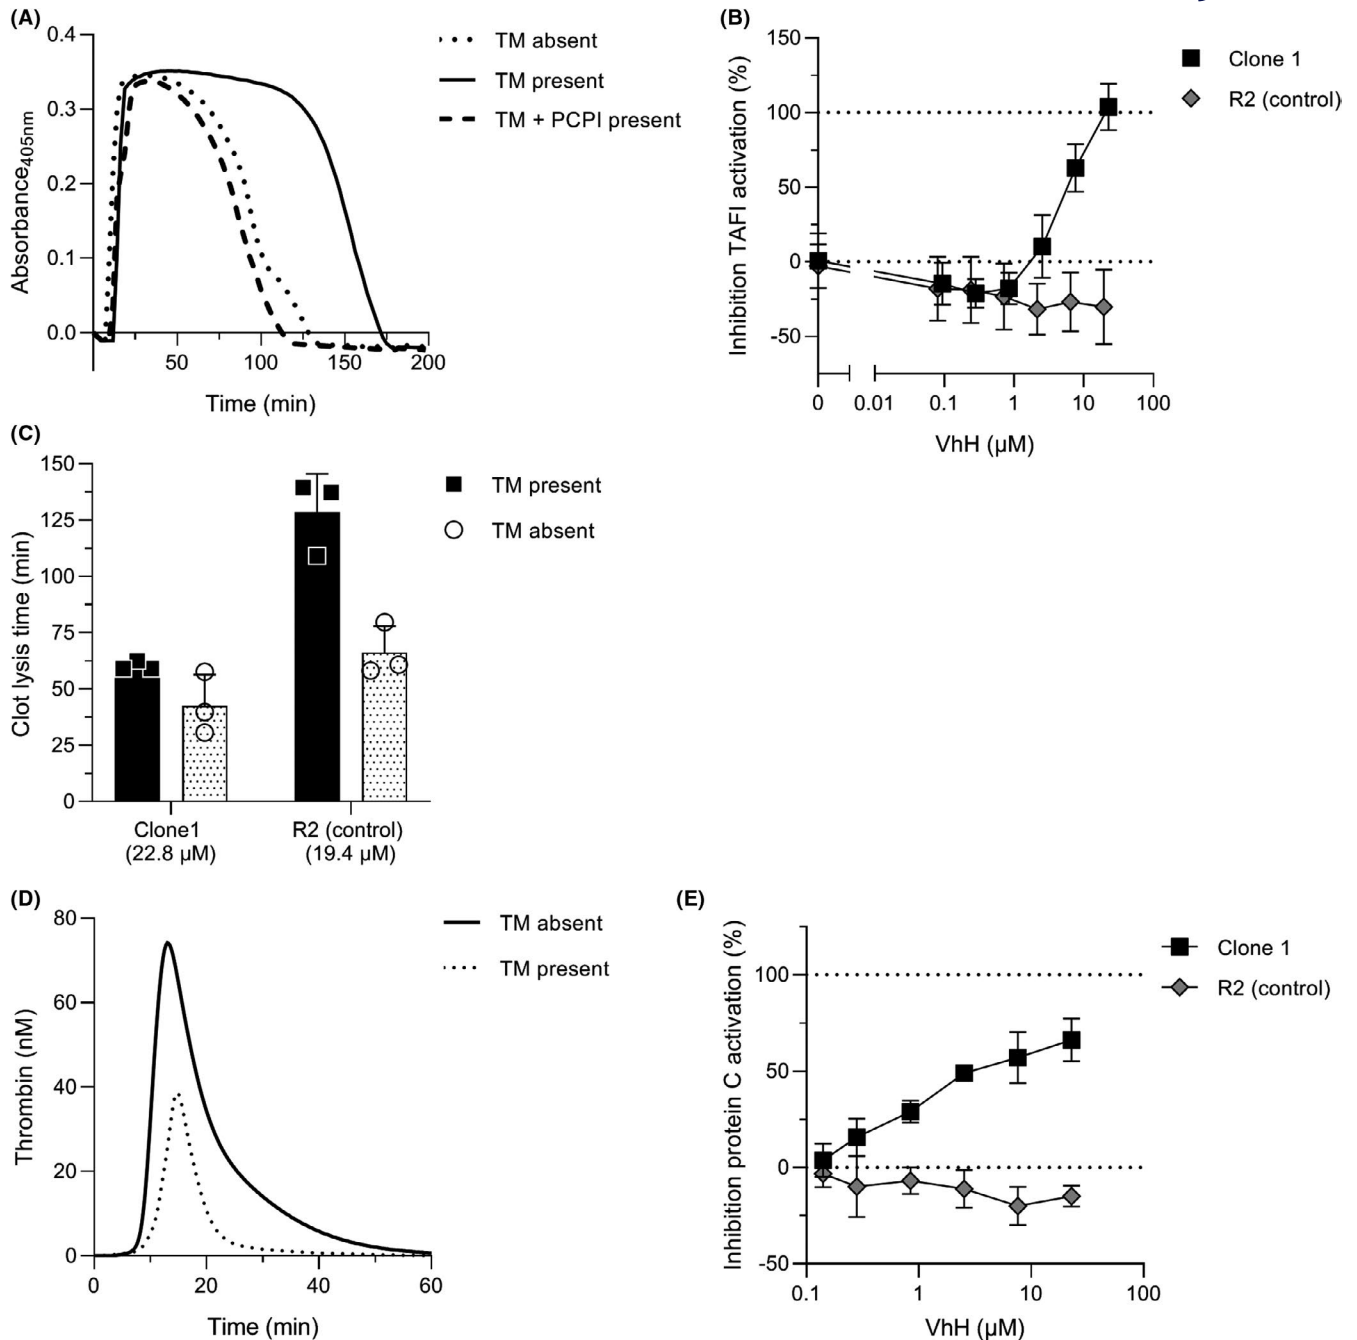 (A)
0.4
0.3
0.2
0.1
0.0
Absorbance405nm
50
100
150
200
Time (min)
TM absent
TM present
TM + PCPI present
(B)
150
100
50
0
-50
Inhibition TAFI activation (%)
0
0.01
0.1
1
10
100
VhH (µM)
Clone 1
R2 (control)
(C)
150
125
100
75
50
25
0
Clot lysis time (min)
Clone1
(22.8 µM)
R2 (control)
(19.4 µM)
TM present
TM absent
(D)
80
60
40
20
0
Thrombin (nM)
0
20
40
60
Time (min)
TM absent
TM present
(E)
100
50
0
-50
Inhibition protein C activation (%)
0.1
1
10
100
VhH (µM)
Clone 1
R2 (control)